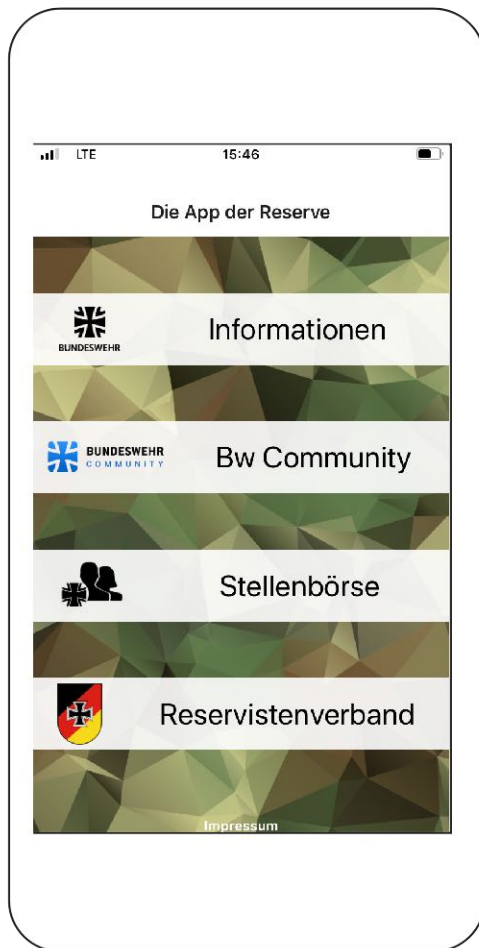 LTE
15:46
Die App der Reserve
BUNDESWEHR
Informationen
BUNDESWEHR
COMMUNITY
Bw Community
Stellenbörse
Reservistenverband
Impressum